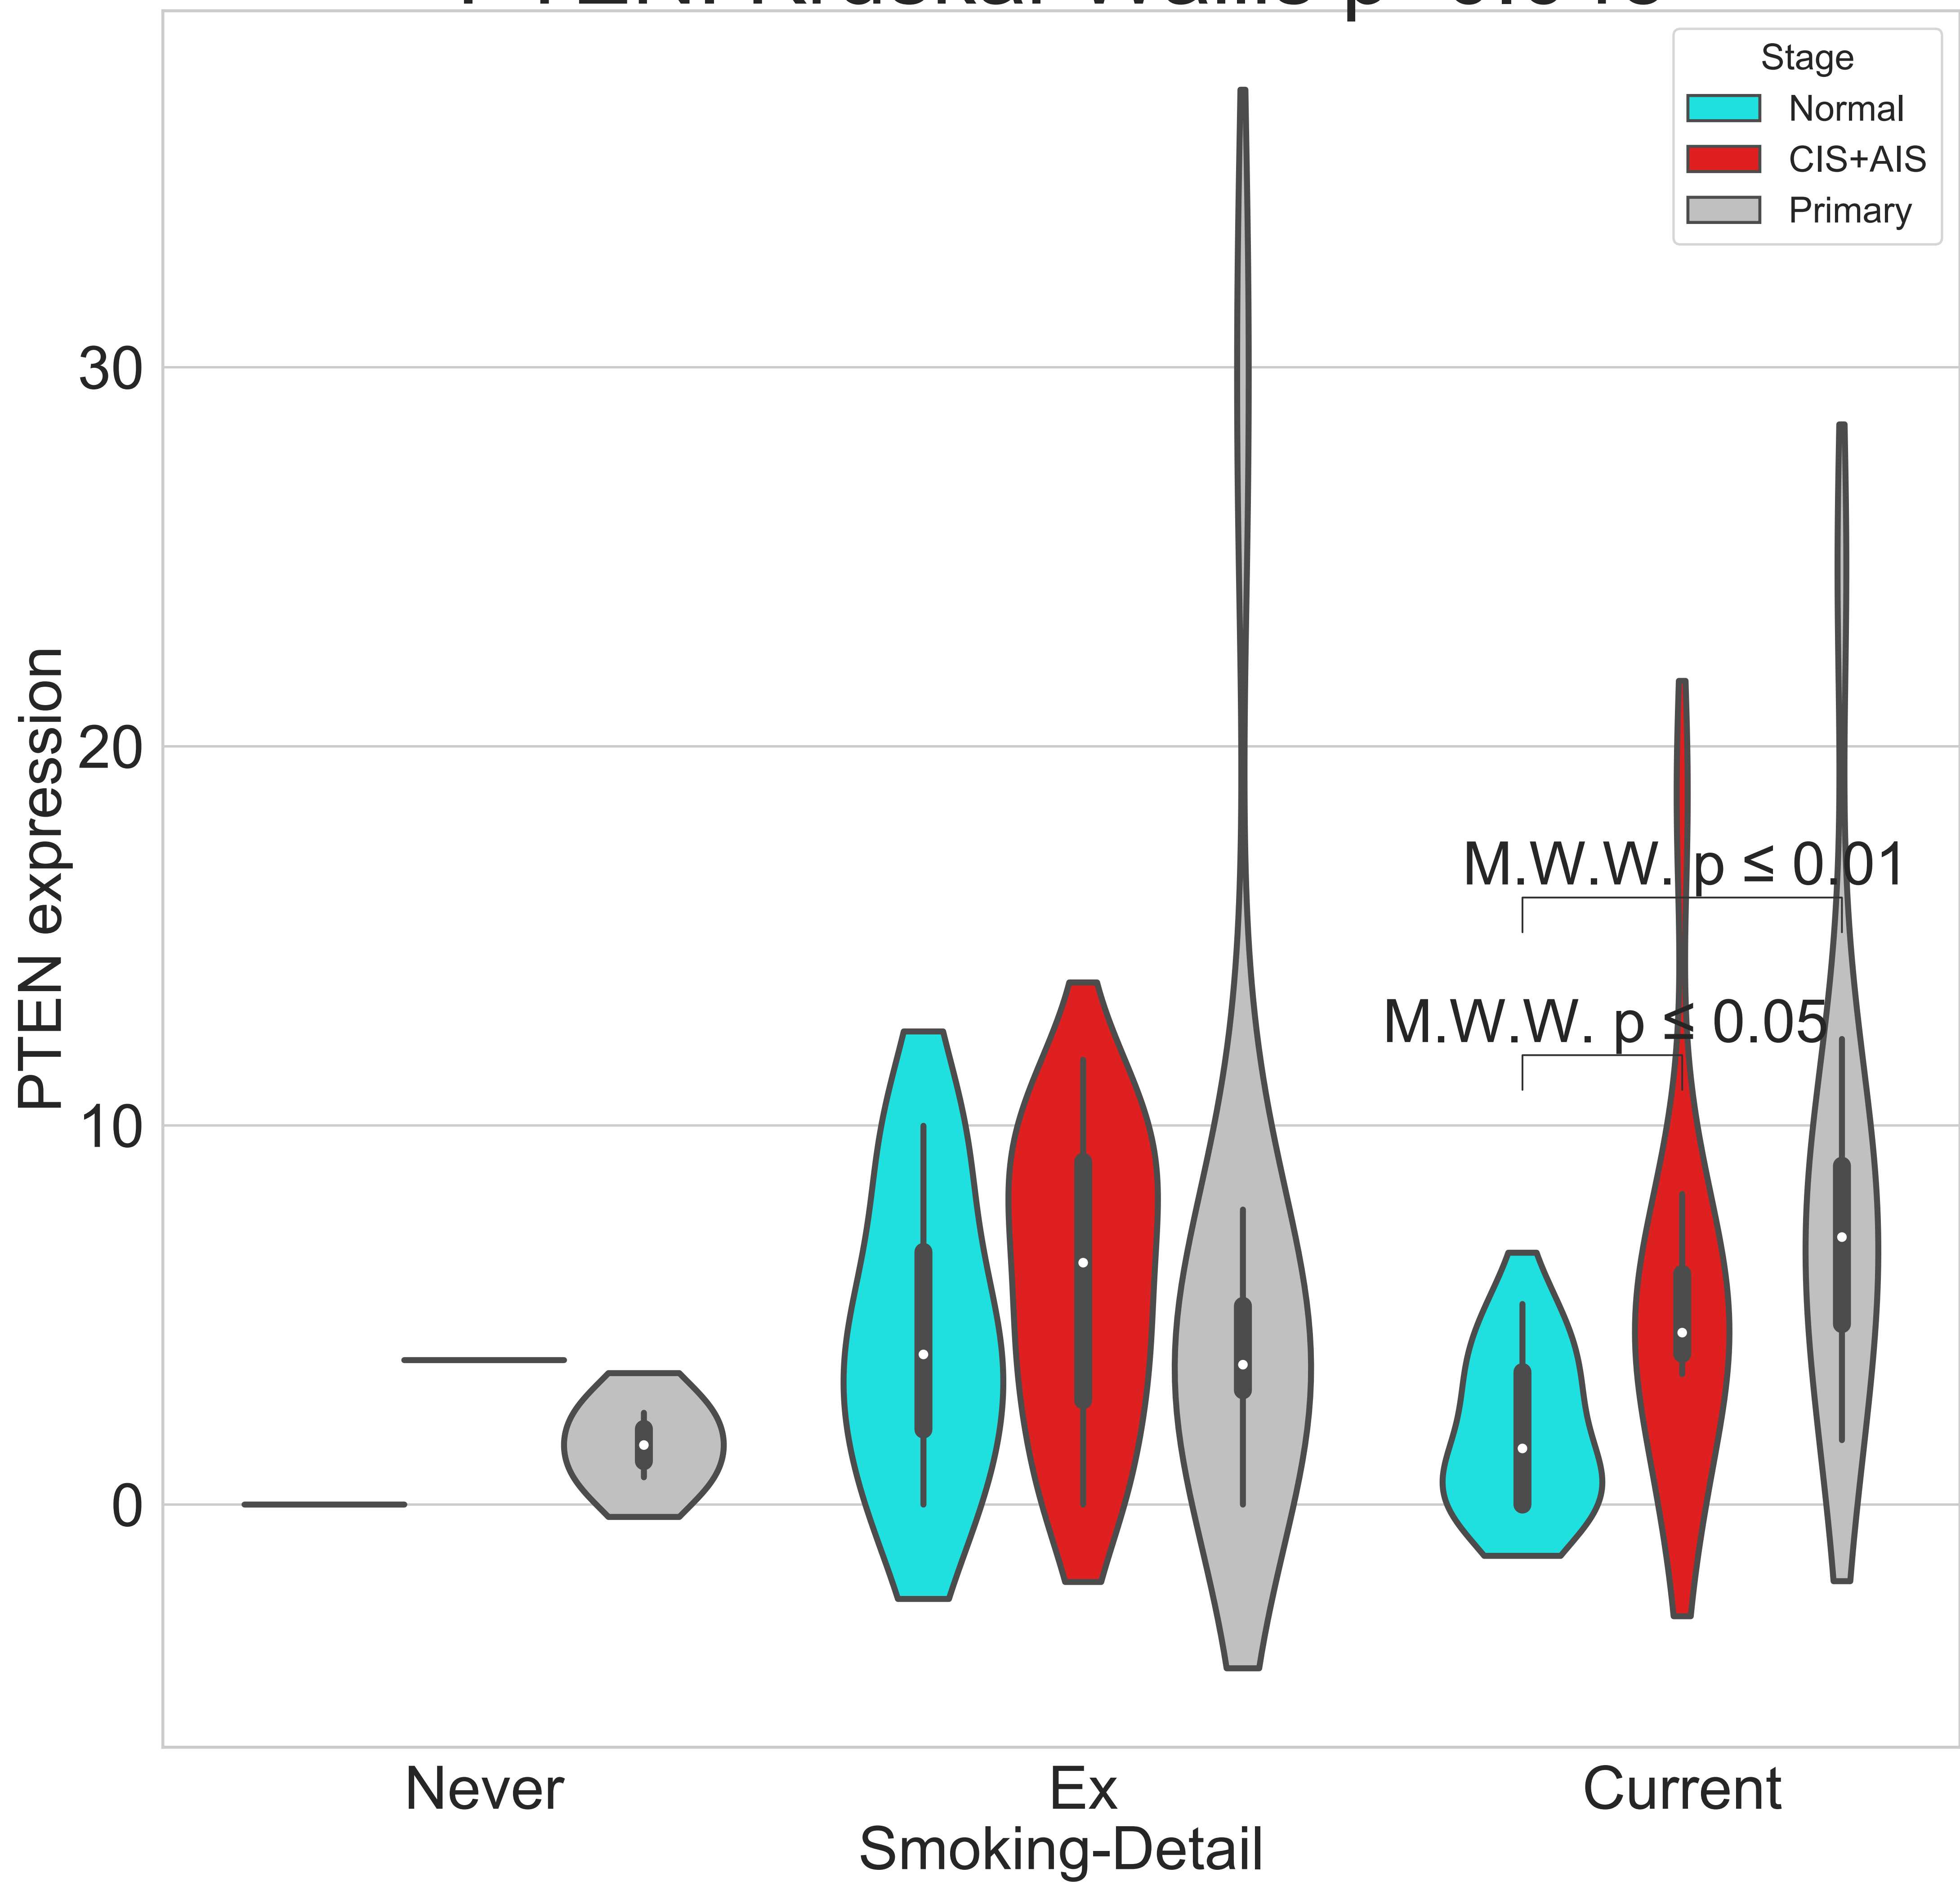 Stage
Normal
CIS+AIS
Primary
30
20
10
0
PTEN expression
M.W.W. p ≤ 0.01
M.W.W. p ≤ 0.05
Never
Ex
Current
Smoking-Detail